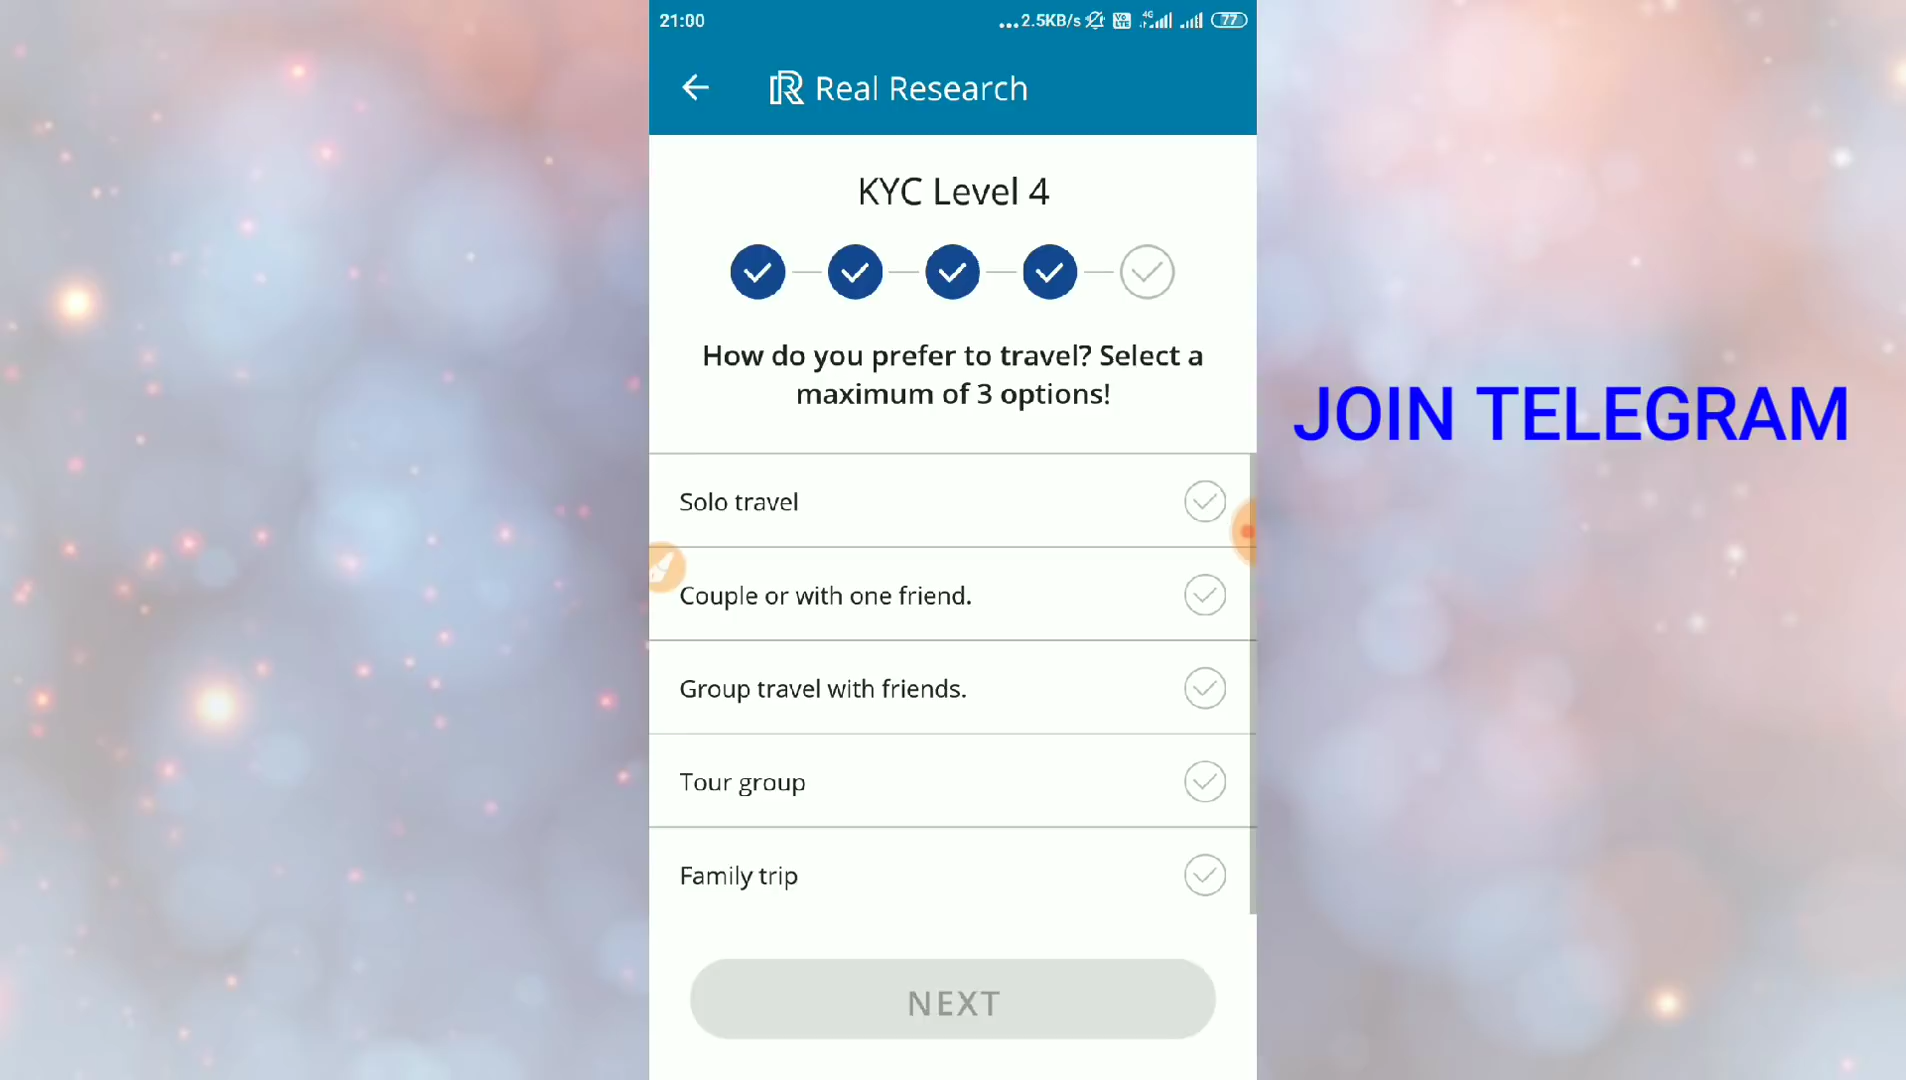 21:00
...2.5KB/s
4G
77
Real Research
KYC Level 4
How do you prefer to travel? Select a
maximum of 3 options!
JOIN TELEGRAM
Solo travel
Couple or with one friend.
Group travel with friends.
Tour group
Family trip
NEXT